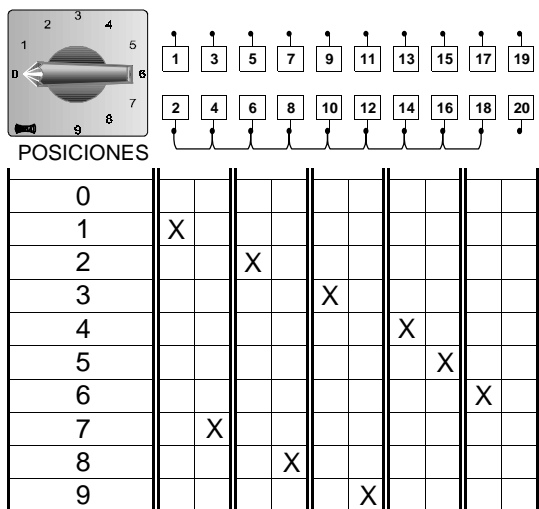 3
2 4
1 5
0 6
7
9 8
1 3 5 7 9 11 13 15 17 19
2 4 6 8 10 12 14 16 18 20
POSICIONES
0
1 X
2 X
3 X
4 X
5 X
6 X
7 X
8 X
9 X